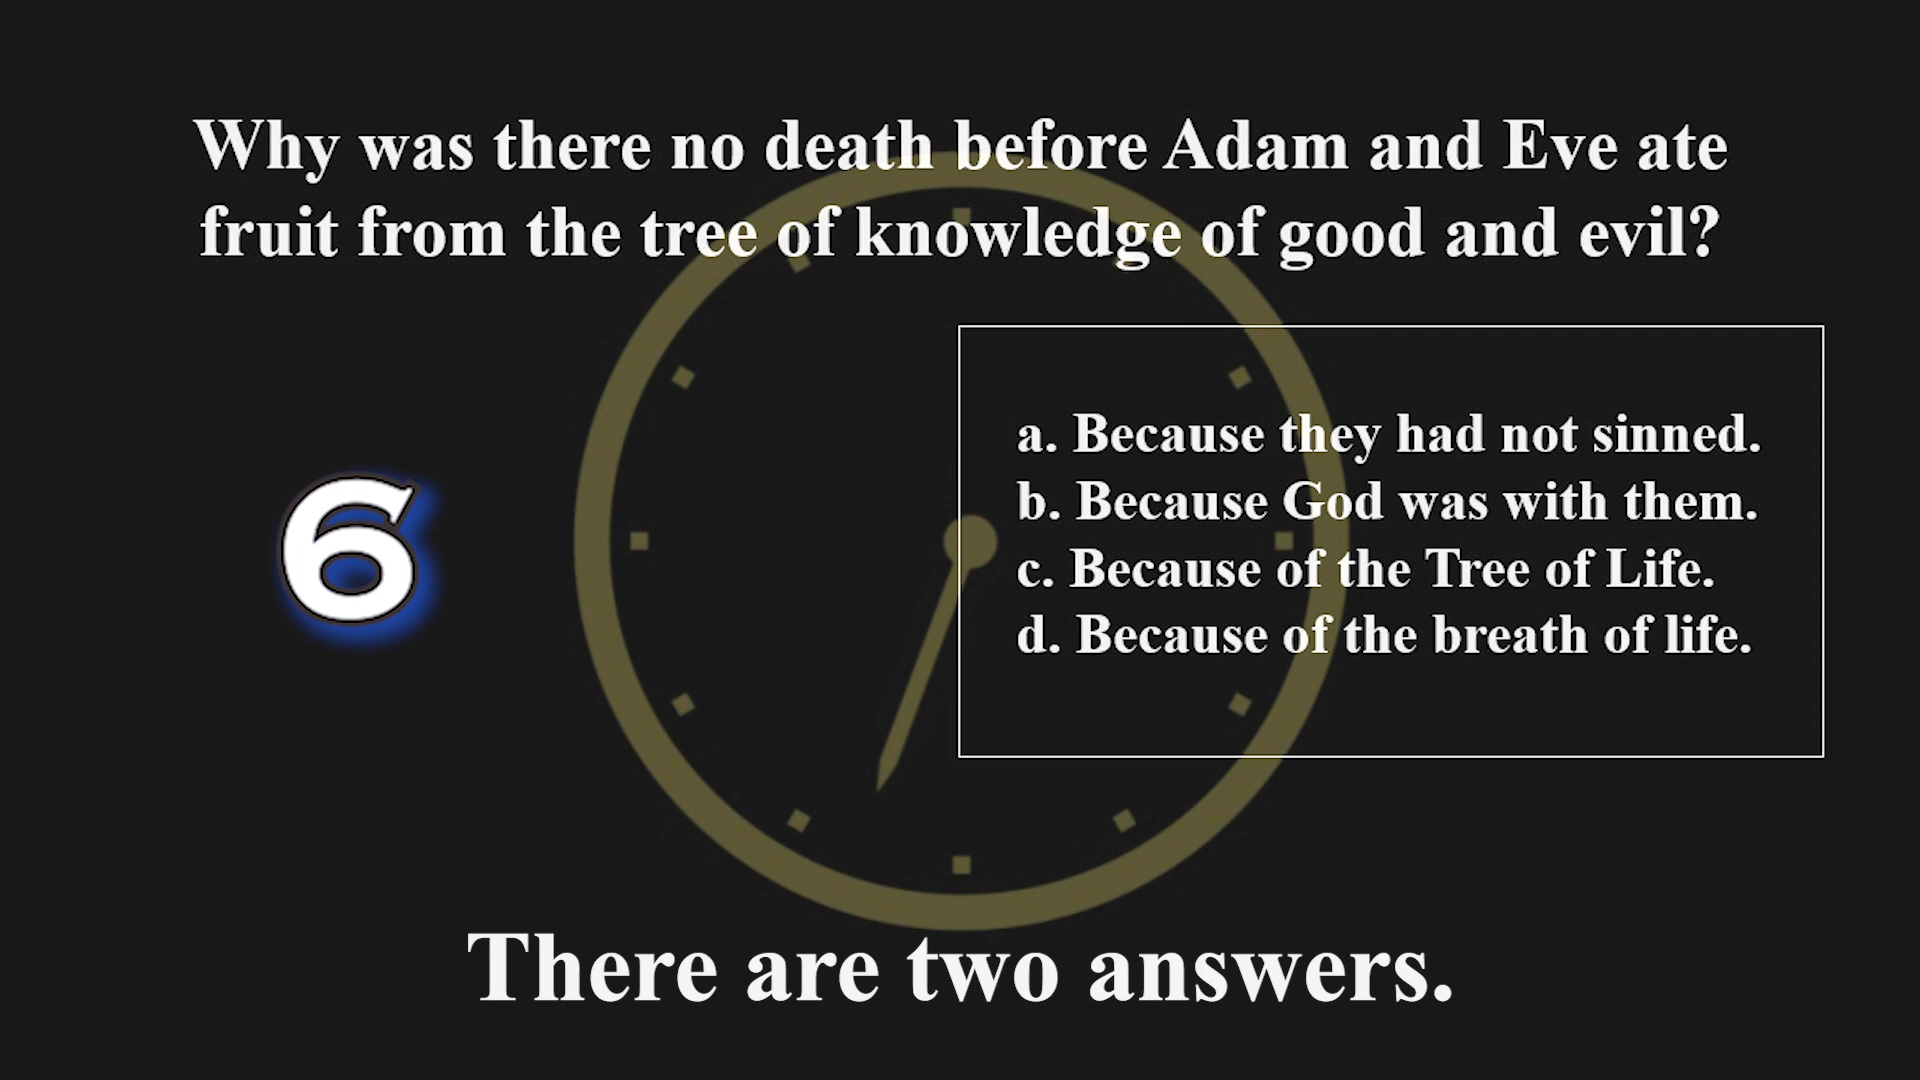 Why was there no death before Adam and Eve ate
fruit from the tree of knowledge of good and evil?
6
a. Because they had not sinned.
b. Because God was with them.
c. Because of the Tree of Life.
d. Because of the breath of life.
There are two answers.